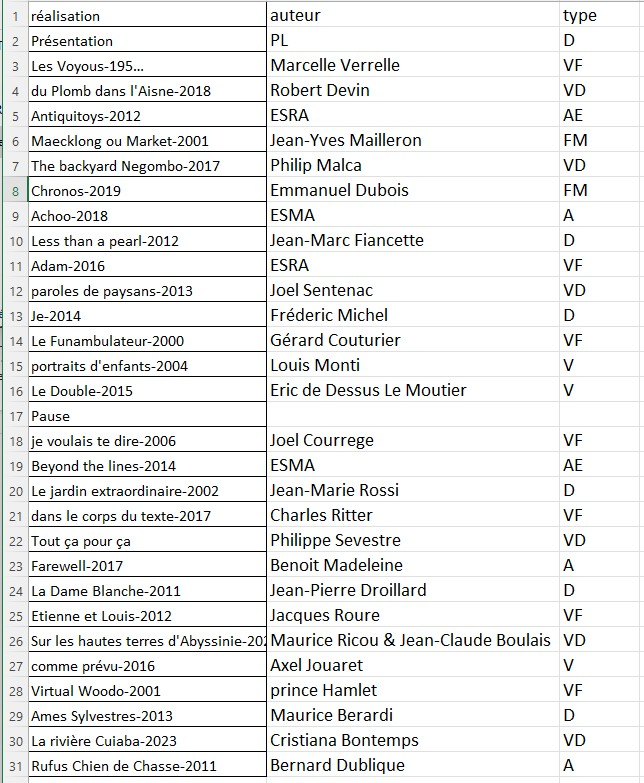 1 réalisation auteur type
2 Présentation PL D
3 Les Voyous-195... Marcelle Verrelle VF
4 du Plomb dans l'Aisne-2018 Robert Devin VD
5 Antiquitoys-2012 ESRA AE
6 Maecklong ou Market-2001 Jean-Yves Mailleron FM
7 The backyard Negombo-2017 Philip Malca VD
8 Chronos-2019 Emmanuel Dubois FM
9 Achoo-2018 ESMA A
10 Less than a pearl-2012 Jean-Marc Fiancette D
11 Adam-2016 ESRA VF
12 paroles de paysans-2013 Joel Sentenac VD
13 Je-2014 Fréderic Michel D
14 Le Funambulateur-2000 Gérard Couturier VF
15 portraits d'enfants-2004 Louis Monti V
16 Le Double-2015 Eric de Dessus Le Moutier V
17 Pause
18 je voulais te dire-2006 Joel Courrege VF
19 Beyond the lines-2014 ESMA AE
20 Le jardin extraordinaire-2002 Jean-Marie Rossi D
21 dans le corps du texte-2017 Charles Ritter VF
22 Tout ça pour ça Philippe Sevestre VD
23 Farewell-2017 Benoit Madeleine A
24 La Dame Blanche-2011 Jean-Pierre Droillard D
25 Etienne et Louis-2012 Jacques Roure VF
26 Sur les hautes terres d'Abyssinie-202 Maurice Ricou & Jean-Claude Boulais VD
27 comme prévu-2016 Axel Jouaret V
28 Virtual Woodo-2001 prince Hamlet VF
29 Ames Sylvestres-2013 Maurice Berardi D
30 La rivière Cuiaba-2023 Cristiana Bontemps VD
31 Rufus Chien de Chasse-2011 Bernard Dublique A